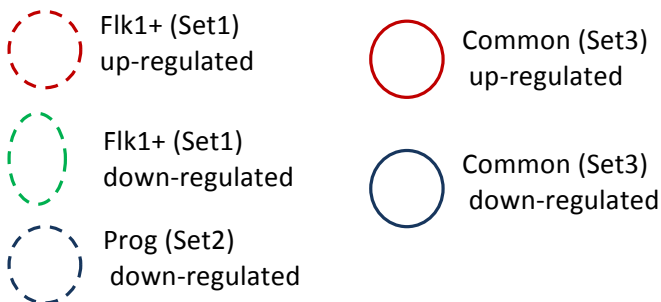 Flk1+ (Set1)
up-regulated
Flk1+ (Set1)
down-regulated
Prog (Set2)
down-regulated
Common (Set3)
up-regulated
Common (Set3)
down-regulated